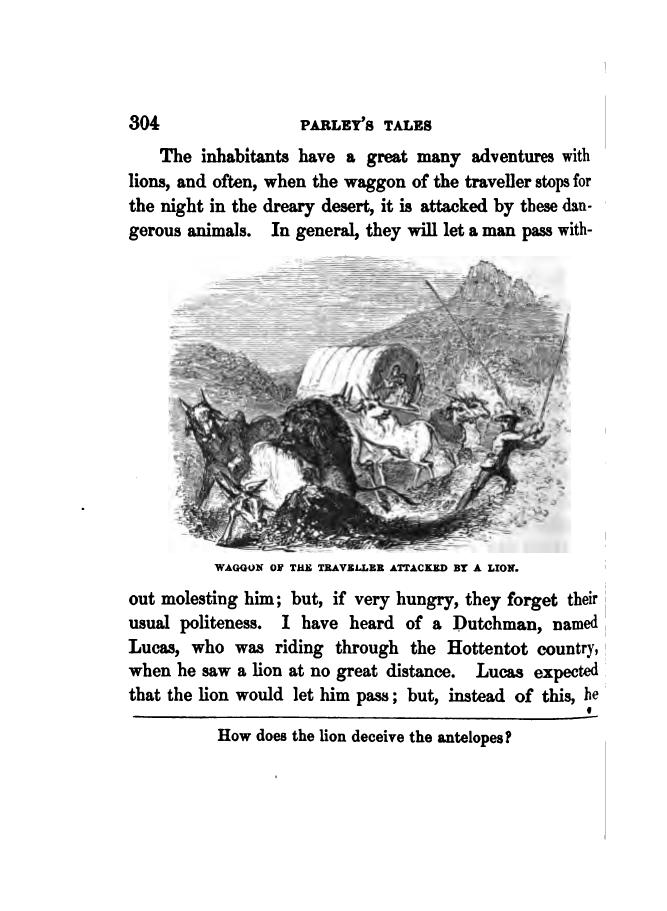 304 PARLEY'S TALES
The inhabitants have a great many adventures with
lions, and often, when the waggon of the traveller stops for
the night in the dreary desert, it is attacked by these dan-
gerous animals. In general, they will let a man pass with-
WAGGON OF THE TRAVELLER ATTACKED BY A LION.
out molesting him; but, if very hungry, they forget their
usual politeness. I have heard of a Dutchman, named
Lucas, who was riding through the Hottentot country,
when he saw a lion at no great distance. Lucas expected
that the lion would let him pass; but, instead of this, he
How does the lion deceive the antelopes?